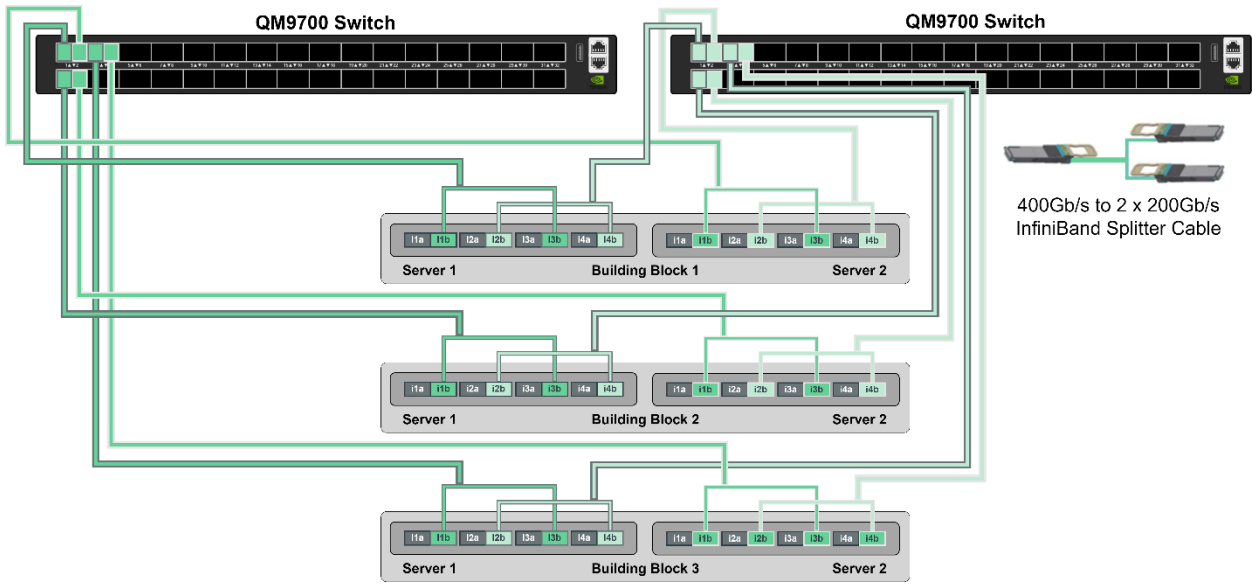 QM9700 Switch
QM9700 Switch
400Gb/s to 2 x 200Gb/s
InfiniBand Splitter Cable
i1a i1b i2a i2b i3a i3b i4a i4b
i1a i1b i2a i2b i3a i3b i4a i4b
Server 1
Building Block 1
Server 2
i1a i1b i2a i2b i3a i3b i4a i4b
i1a i1b i2a i2b i3a i3b i4a i4b
Server 1
Building Block 2
Server 2
i1a i1b i2a i2b i3a i3b i4a i4b
i1a i1b i2a i2b i3a i3b i4a i4b
Server 1
Building Block 3
Server 2